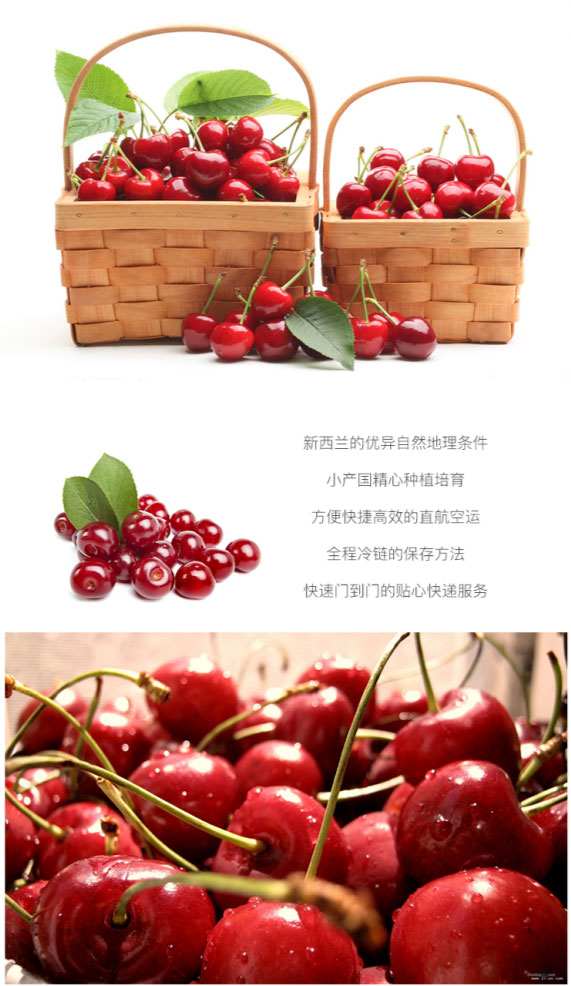 新西兰的优异自然地理条件
小产国精心种植培育
方便快捷高效的直航空运
全程冷链的保存方法
快速门到门的贴心快递服务